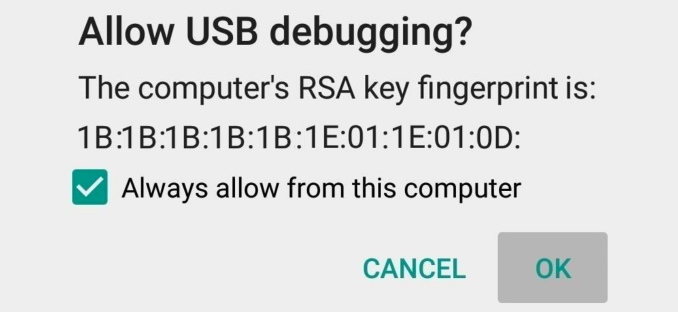 Allow USB debugging?
The computer's RSA key fingerprint is:
1B:1B:1B:1B:1B:1E:01:1E:01:0D:
Always allow from this computer
CANCEL OK